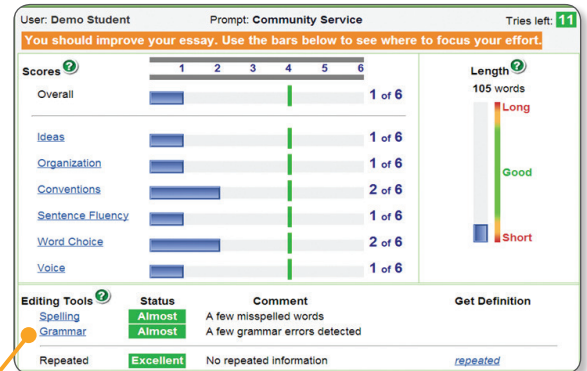 User: Demo Student Prompt: Community Service Tries left: 11
You should improve your essay. Use the bars below to see where to focus your effort.
Scores ? 1 2 3 4 5 6 Length ?
Overall 1 of 6 105 words
Long
Ideas 1 of 6
Organization 1 of 6 Good
Conventions 2 of 6
Sentence Fluency 1 of 6
Word Choice 2 of 6 Short
Voice 1 of 6
Editing Tools ? Status Comment Get Definition
Spelling Almost A few misspelled words
Grammar Almost A few grammar errors detected
Repeated Excellent No repeated information repeated